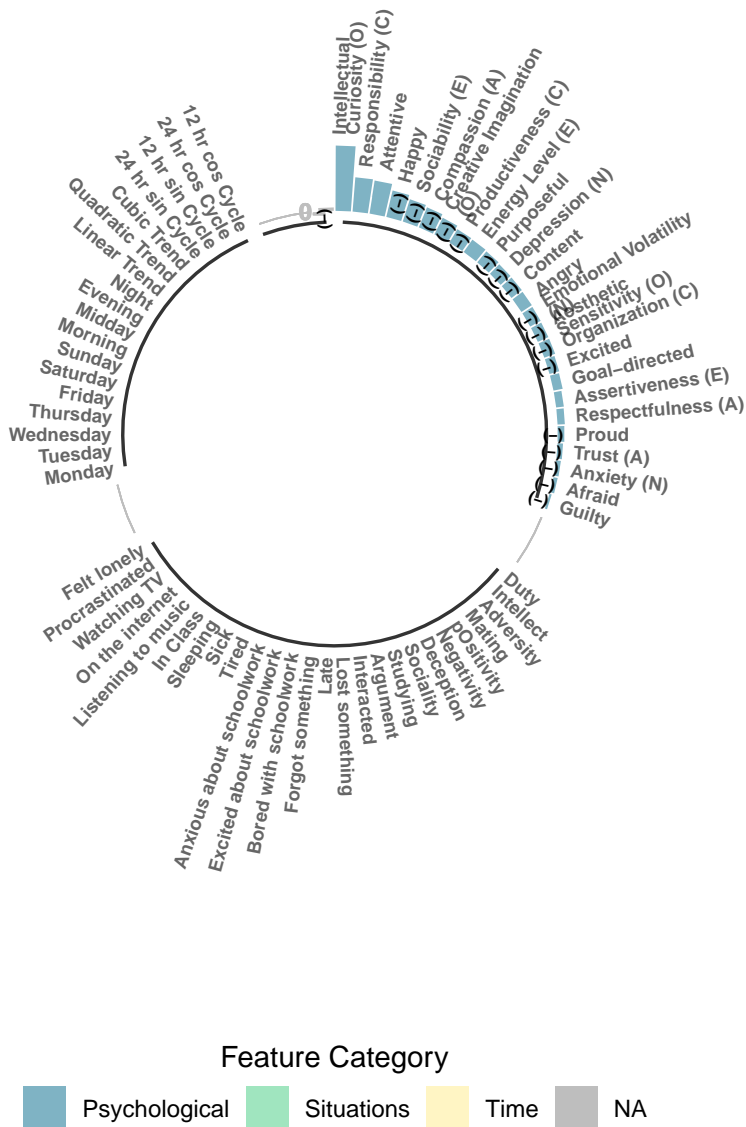 Intellectual
Curiosity (O)
Responsibility (C)
Attentive
Happy
Sociability (E)
Compassion (A)
Creative Imagination
(O)
Productiveness (C)
Energy Level (E)
Purposeful
Depression (N)
Content
Angry
Emotional Volatility
(N)
Aesthetic
Sensitivity (O)
Organization (C)
Excited
Goal−directed
Assertiveness (E)
Respectfulness (A)
Proud
Trust (A)
Anxiety (N)
Afraid
Guilty
Duty
Intellect
Adversity
Mating
pOsitivity
Negativity
Deception
Sociality
Studying
Argument
Interacted
Lost something
Late
Forgot something
Bored with schoolwork
Excited about schoolwork
Anxious about schoolwork
Tired
Sick
Sleeping
In Class
Listening to music
On the internet
Watching TV
Procrastinated
Felt lonely
Monday
Tuesday
Wednesday
Thursday
Friday
Saturday
Sunday
Morning
Midday
Evening
Night
Linear Trend
Quadratic Trend
Cubic Trend
24 hr sin Cycle
12 hr sin Cycle
24 hr cos Cycle
12 hr cos Cycle
0
Feature Category
Psychological
Situations
Time
NA